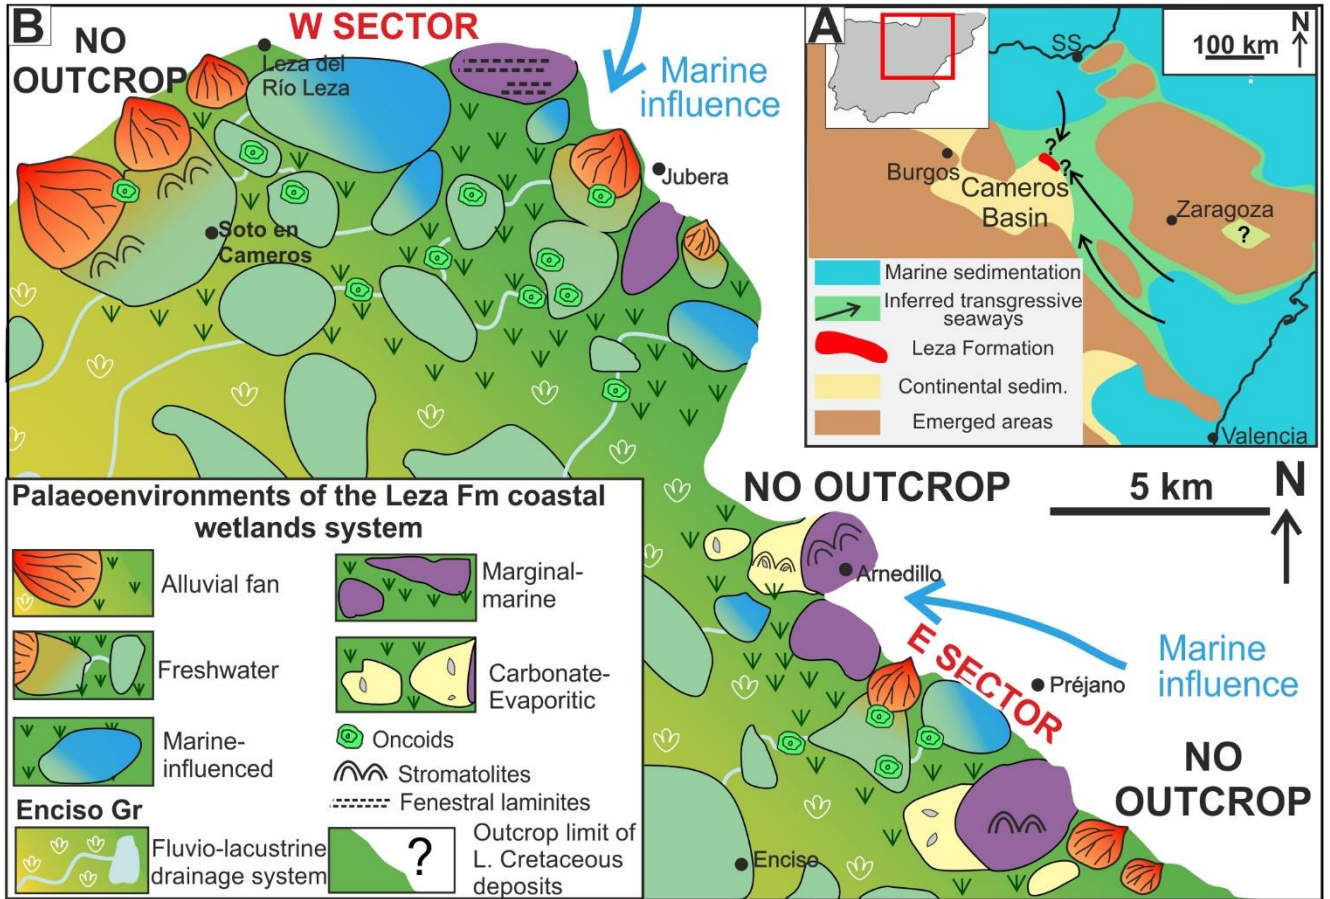 B
NO
OUTCROP
W SECTOR
Leza del
Río Leza
Marine
influence
Jubera
Soto en
Cameros
A
SS
100 km
N
Burgos
?
?
Cameros
Basin
Zaragoza
?
Marine sedimentation
Inferred transgressive
seaways
Leza Formation
Continental sedim.
Emerged areas
Valencia
NO OUTCROP
5 km
N
Arnedillo
E SECTOR
Marine
influence
Préjano
NO
OUTCROP
Enciso
Palaeoenvironments of the Leza Fm coastal
wetlands system
Alluvial fan
Freshwater
Marine-
influenced
Marginal-
marine
Carbonate-
Evaporitic
Oncoids
Stromatolites
Fenestral laminites
Enciso Gr
Fluvio-lacustrine
drainage system
?
Outcrop limit of
L. Cretaceous
deposits